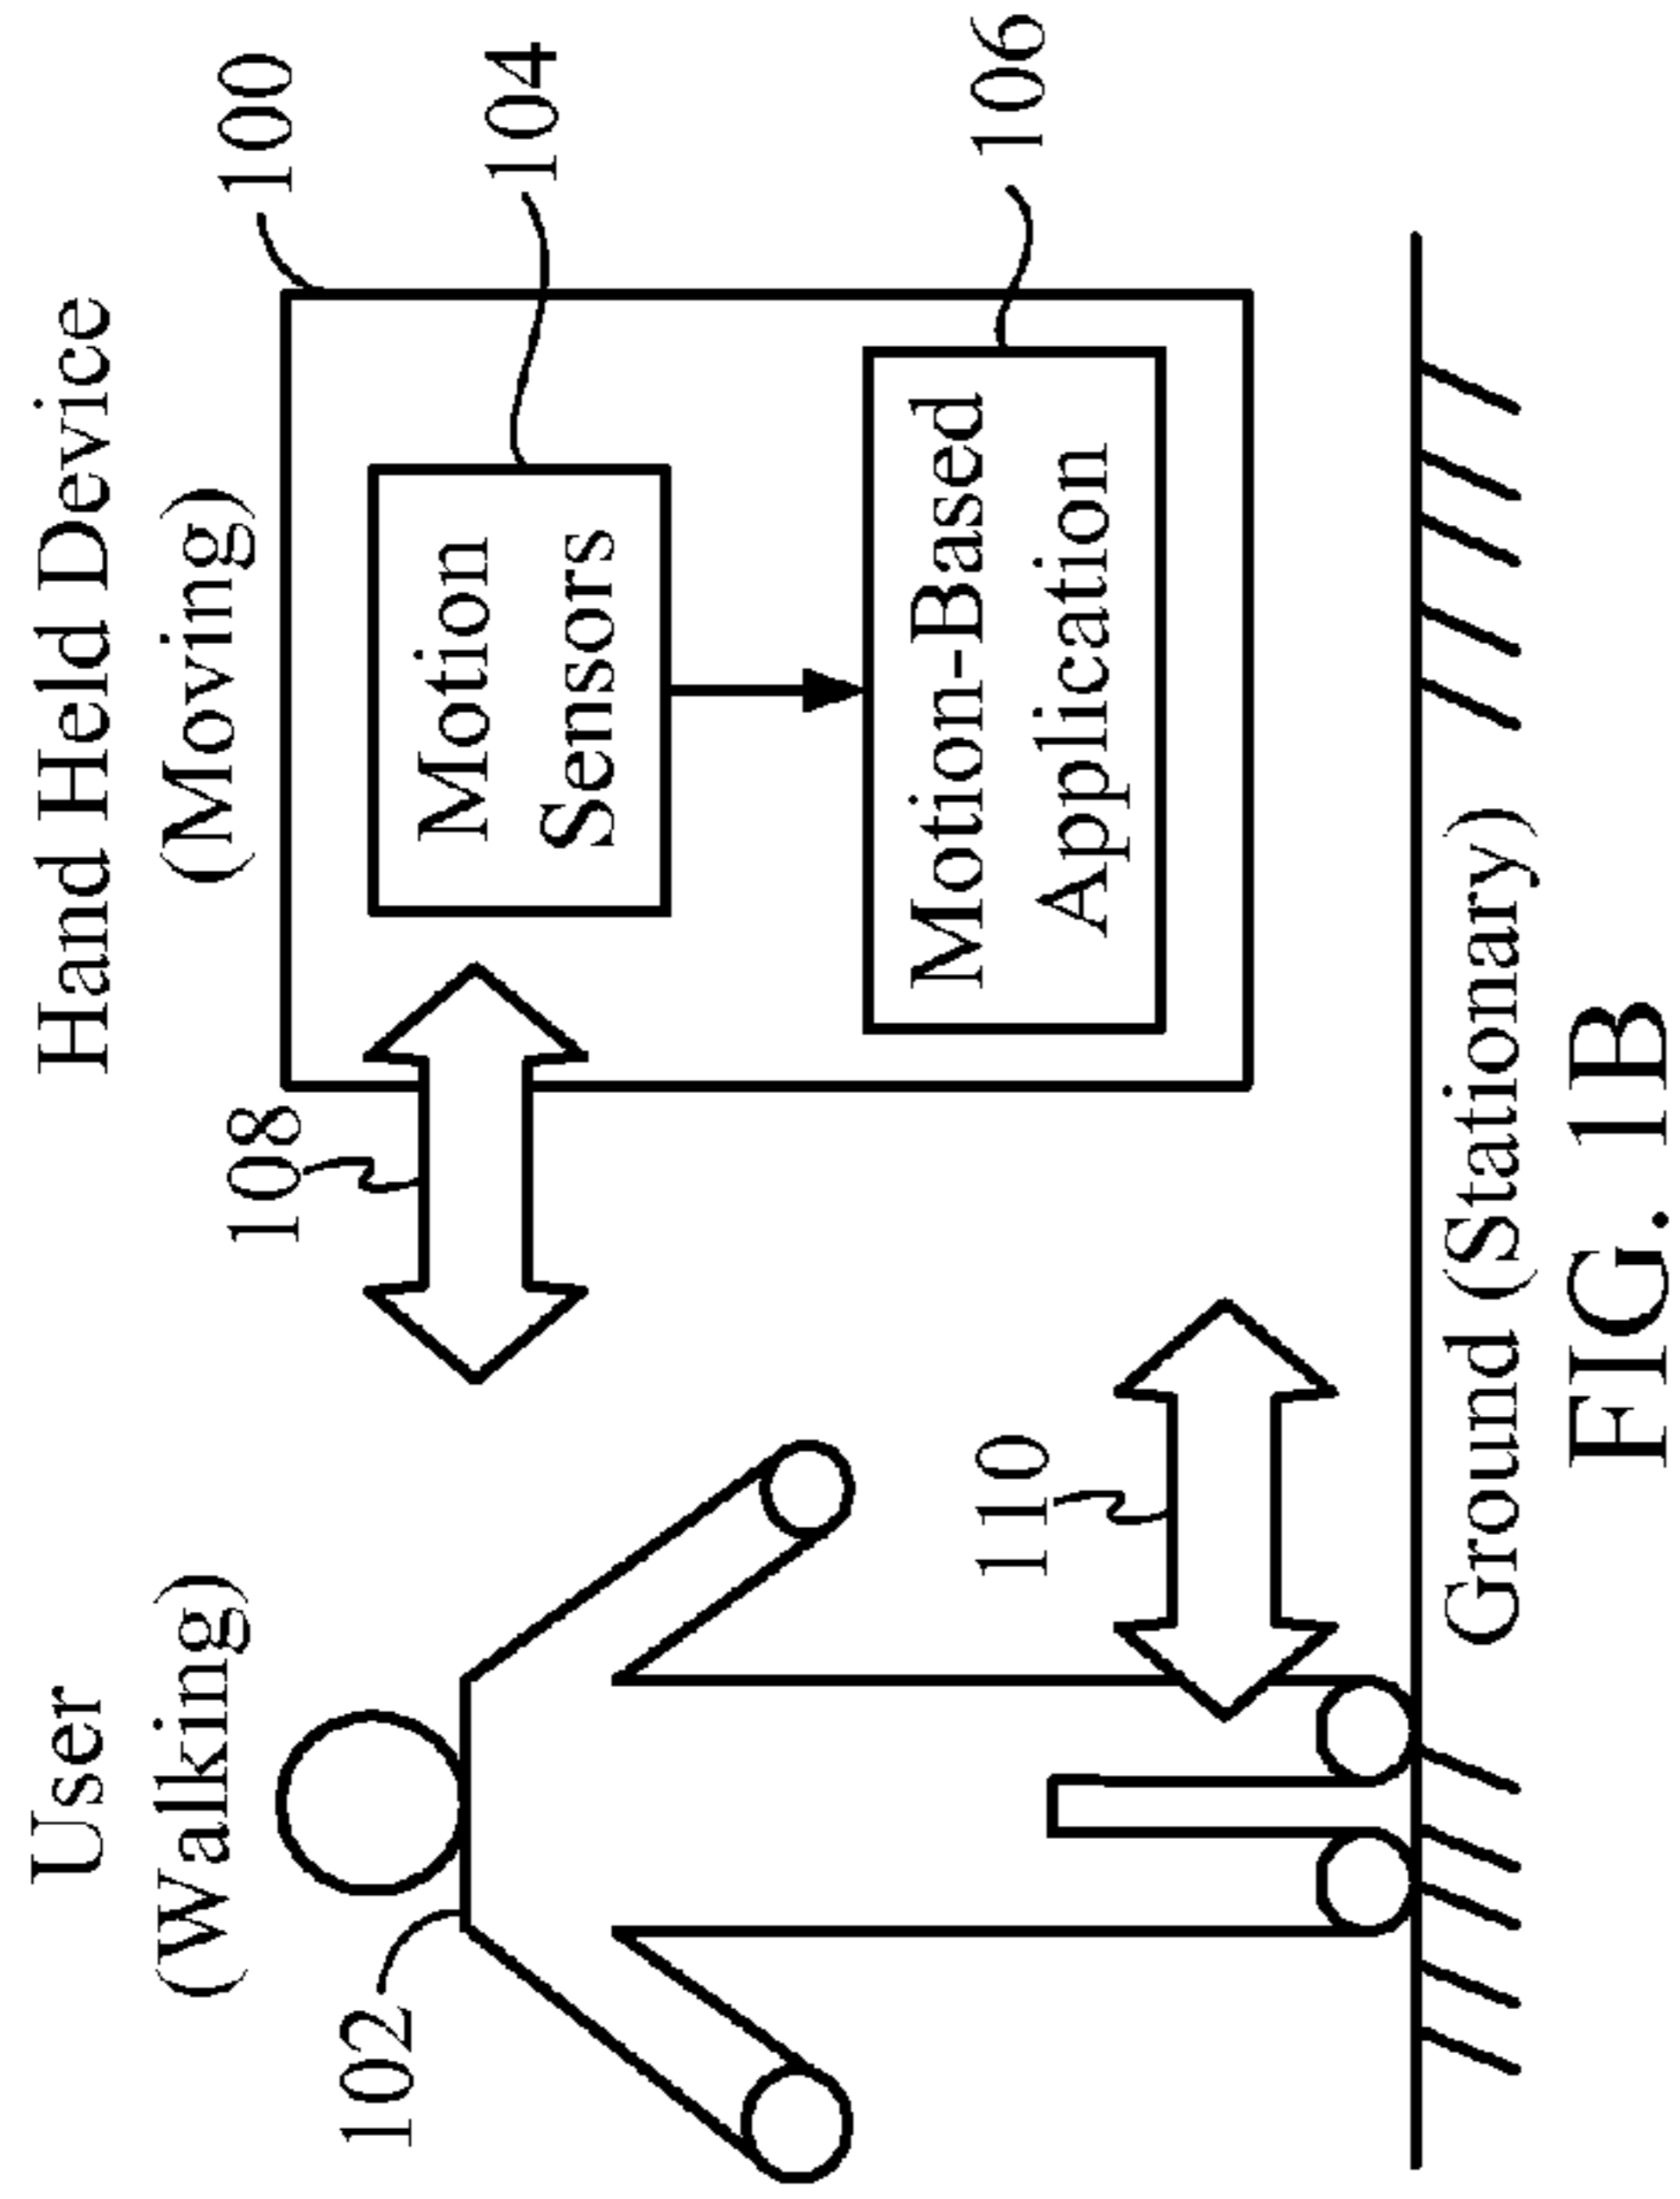 User
(Walking)
Hand Held Device
(Moving)
102
108
100
Motion
Sensors
104
110
Motion-Based
Application
106
Ground (Stationary)
FIG. 1B